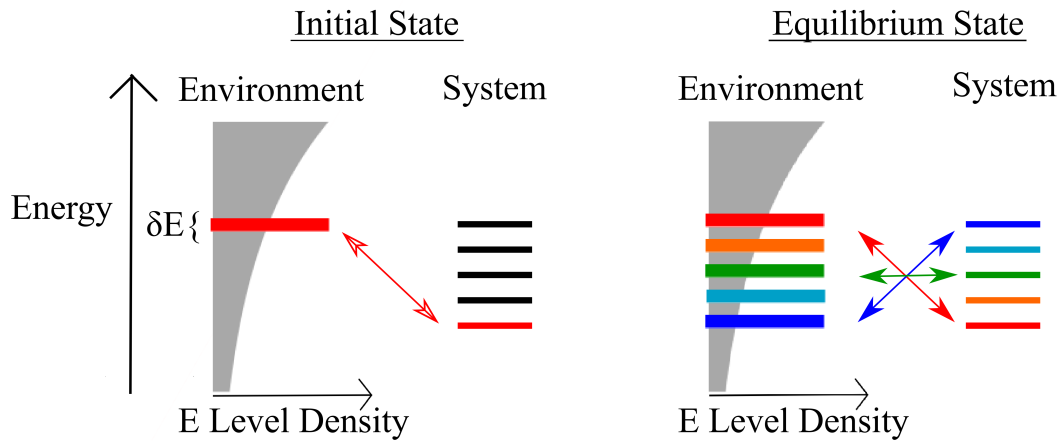 Initial State
Equilibrium State
Environment
System
Environment
System
Energy
δE{
E Level Density
E Level Density